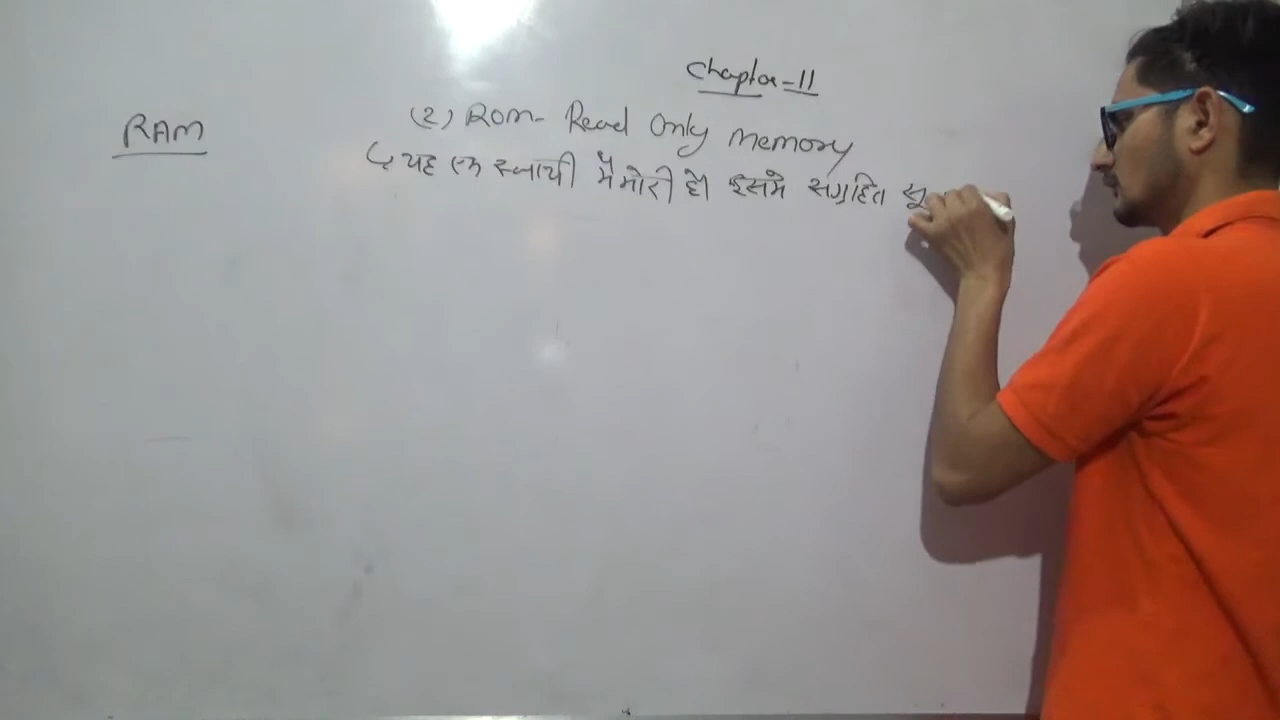 Chapter-11
RAM
(2) ROM- Read Only Memory
↳ यह एक स्थायी मैमोरी है। इसमे संग्रहित सू